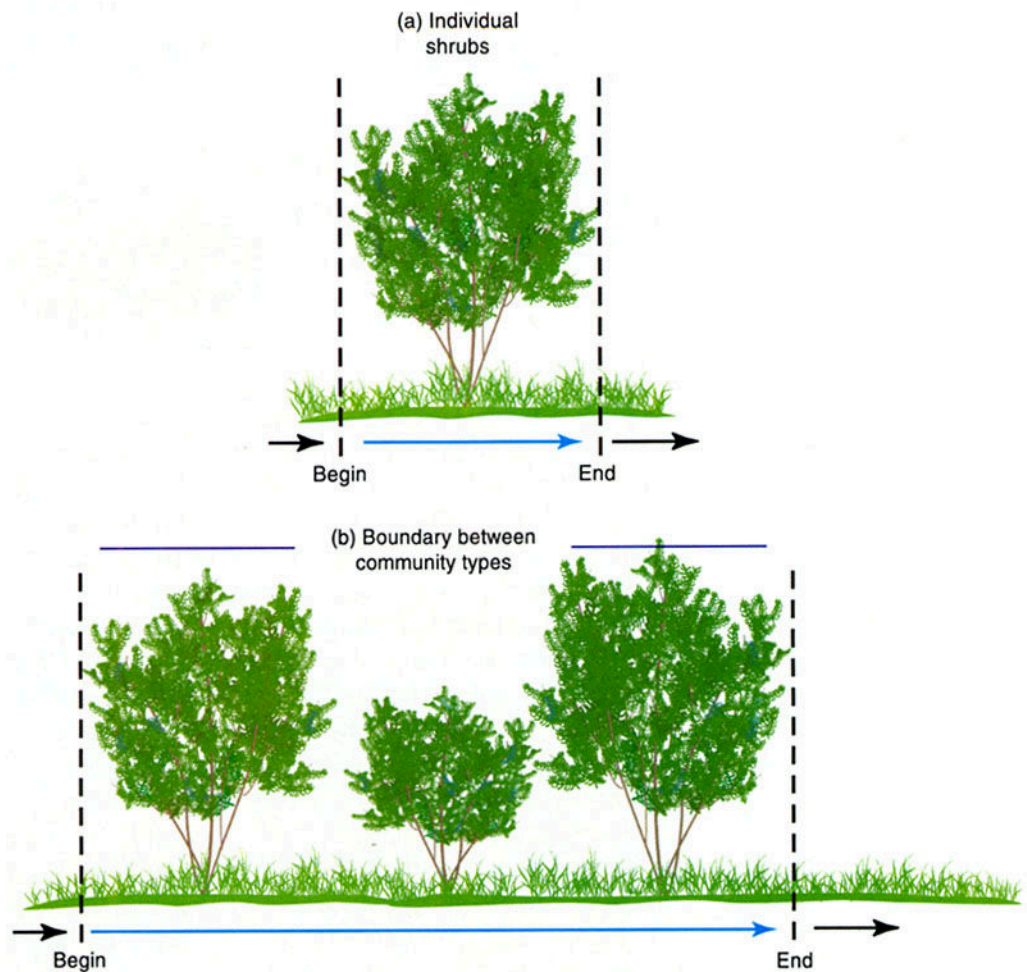 (a) Individual
shrubs
Begin
End
(b) Boundary between
community types
Begin
End